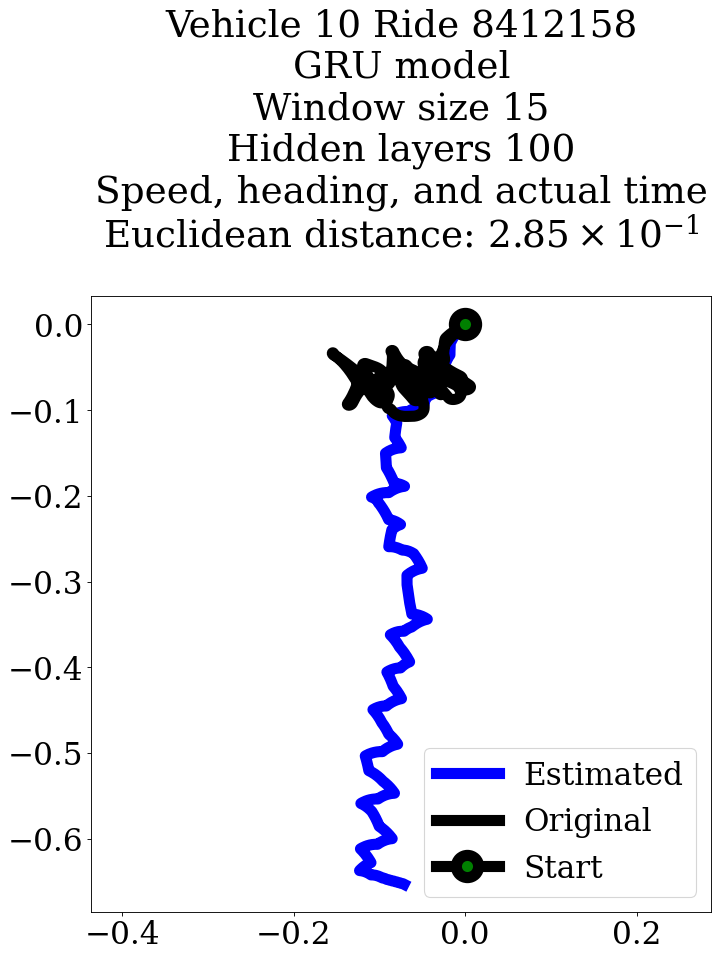 Vehicle 10 Ride 8412158
GRU model
Window size 15
Hidden layers 100
Speed, heading, and actual time
Euclidean distance: 2.85 × 10⁻¹
0.0
−0.1
−0.2
−0.3
−0.4
−0.5
−0.6
Estimated
Original
Start
−0.4 −0.2 0.0 0.2